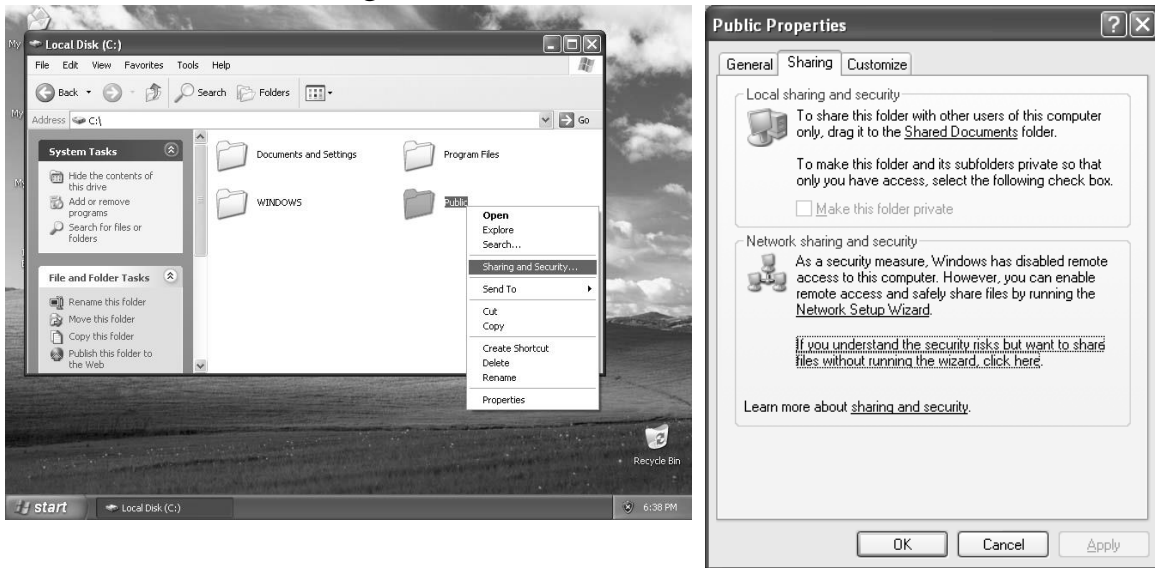 My
Local Disk (C:)
File Edit View Favorites Tools Help
Back Search Folders
My
Address C:\ Go
System Tasks
Hide the contents of
this drive
Add or remove
programs
Search for files or
folders
File and Folder Tasks
Rename this folder
Move this folder
Copy this folder
Publish this folder to
the Web
Documents and Settings
Program Files
WINDOWS
Public
Open
Explore
Search...
Sharing and Security...
Send To
Cut
Copy
Create Shortcut
Delete
Rename
Properties
Recycle Bin
start Local Disk (C:) 6:38 PM
Public Properties
General Sharing Customize
Local sharing and security
To share this folder with other users of this computer
only, drag it to the Shared Documents folder.
To make this folder and its subfolders private so that
only you have access, select the following check box.
Make this folder private
Network sharing and security
As a security measure, Windows has disabled remote
access to this computer. However, you can enable
remote access and safely share files by running the
Network Setup Wizard.
If you understand the security risks but want to share
files without running the wizard, click here.
Learn more about sharing and security.
OK Cancel Apply